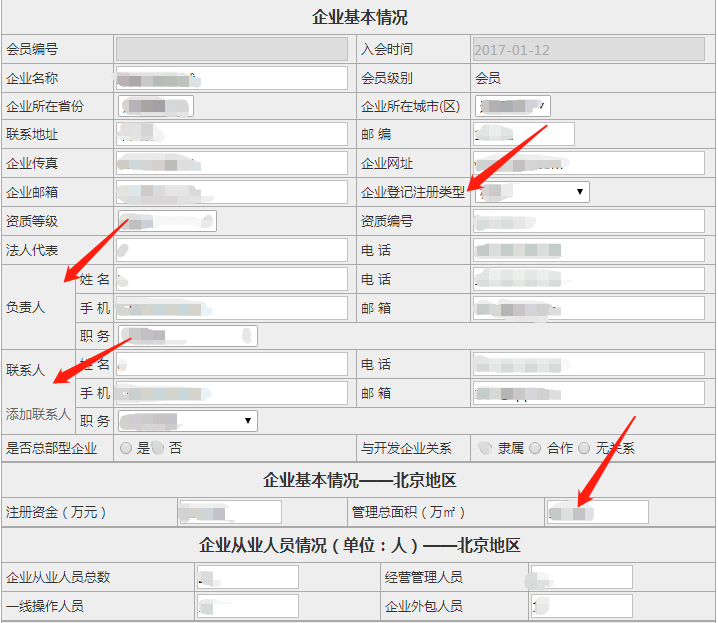 企业基本情况
会员编号 入会时间 2017-01-12
企业名称 会员级别 会员
企业所在省份 企业所在城市(区)
联系地址 邮 编
企业传真 企业网址
企业邮箱 企业登记注册类型
资质等级 资质编号
法人代表 电 话
负责人 姓 名 电 话
手 机 邮 箱
职 务
联系人 姓 名 电 话
添加联系人 手 机 邮 箱
职 务
是否总部型企业 是 否 与开发企业关系 隶属 合作 无关系
企业基本情况——北京地区
注册资金（万元） 管理总面积（万㎡）
企业从业人员情况（单位：人）——北京地区
企业从业人员总数 经营管理人员
一线操作人员 企业外包人员